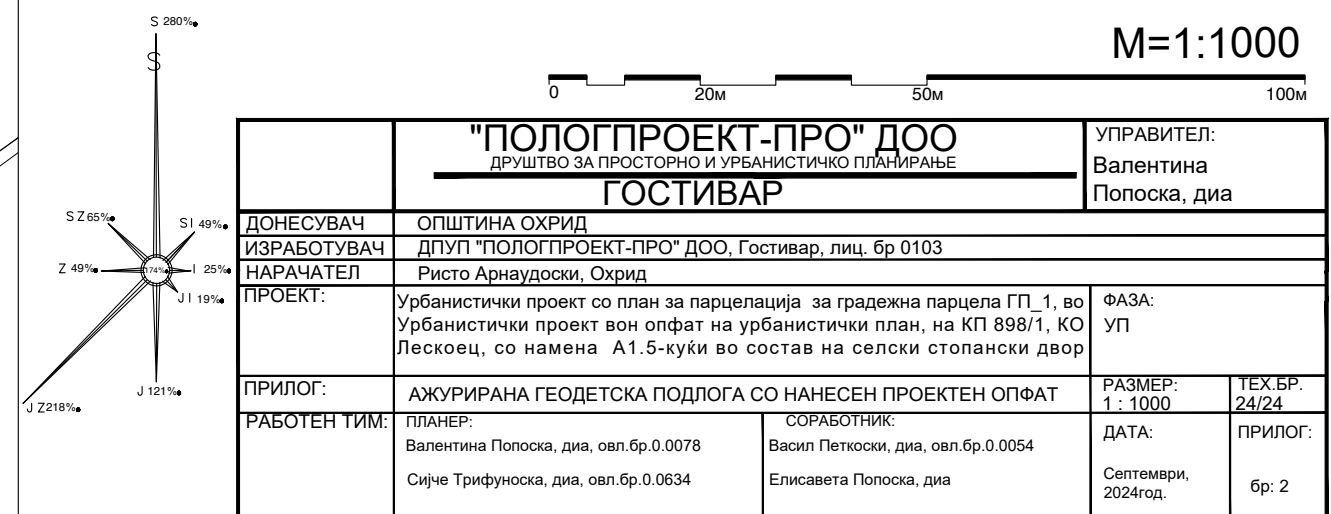 S 280‰
S
S Z 65‰
S I 49‰
Z 49‰
174‰
I 25‰
J I 19‰
J 121‰
J Z 218‰
М=1:1000
0 20м 50м 100м
"ПОЛОГПРОЕКТ-ПРО" ДОО
ДРУШТВО ЗА ПРОСТОРНО И УРБАНИСТИЧКО ПЛАНИРАЊЕ
ГОСТИВАР
УПРАВИТЕЛ:
Валентина
Попоска, диа
ДОНЕСУВАЧ ОПШТИНА ОХРИД
ИЗРАБОТУВАЧ ДПУП "ПОЛОГПРОЕКТ-ПРО" ДОО, Гостивар, лиц. бр 0103
НАРАЧАТЕЛ Ристо Арнаудоски, Охрид
ПРОЕКТ:
Урбанистички проект со план за парцелација за градежна парцела ГП_1, во
Урбанистички проект вон опфат на урбанистички план, на КП 898/1, КО
Лескоец, со намена А1.5-куќи во состав на селски стопански двор
ФАЗА:
УП
ПРИЛОГ: АЖУРИРАНА ГЕОДЕТСКА ПОДЛОГА СО НАНЕСЕН ПРОЕКТЕН ОПФАТ
РАЗМЕР:
1 : 1000
ТЕХ.БР.
24/24
РАБОТЕН ТИМ:
ПЛАНЕР:
Валентина Попоска, диа, овл.бр.0.0078
Сијче Трифуноска, диа, овл.бр.0.0634
СОРАБОТНИК:
Васил Петкоски, диа, овл.бр.0.0054
Елисавета Попоска, диа
ДАТА:
Септември,
2024год.
ПРИЛОГ:
бр: 2